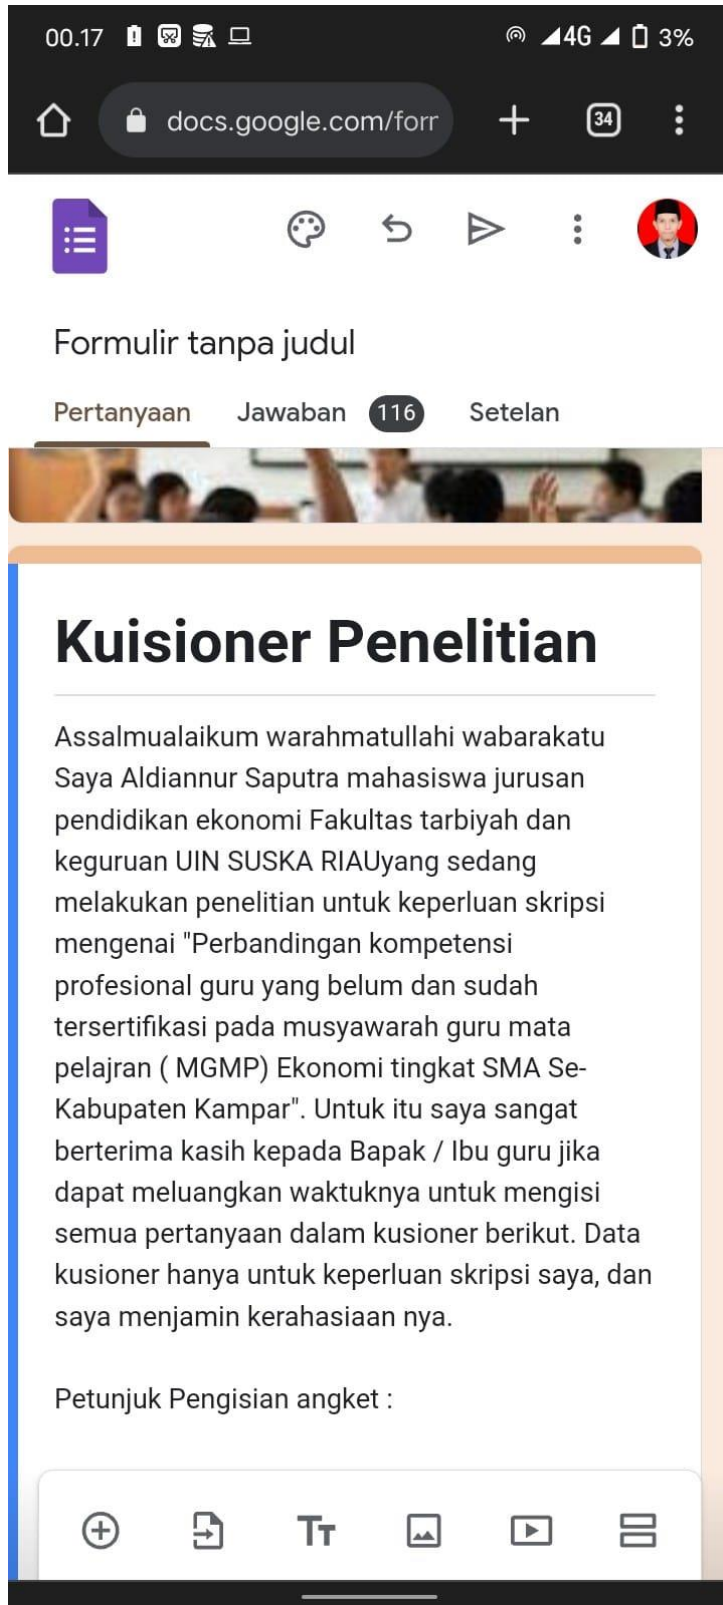 00.17
4G
3%
docs.google.com/forr
34
Formulir tanpa judul
Pertanyaan Jawaban 116 Setelan
Kuisioner Penelitian
Assalmualaikum warahmatullahi wabarakatu
Saya Aldiannur Saputra mahasiswa jurusan
pendidikan ekonomi Fakultas tarbiyah dan
keguruan UIN SUSKA RIAUyang sedang
melakukan penelitian untuk keperluan skripsi
mengenai "Perbandingan kompetensi
profesional guru yang belum dan sudah
tersertifikasi pada musyawarah guru mata
pelajran ( MGMP) Ekonomi tingkat SMA Se-
Kabupaten Kampar". Untuk itu saya sangat
berterima kasih kepada Bapak / Ibu guru jika
dapat meluangkan waktuknya untuk mengisi
semua pertanyaan dalam kusioner berikut. Data
kusioner hanya untuk keperluan skripsi saya, dan
saya menjamin kerahasiaan nya.
Petunjuk Pengisian angket :
Tт